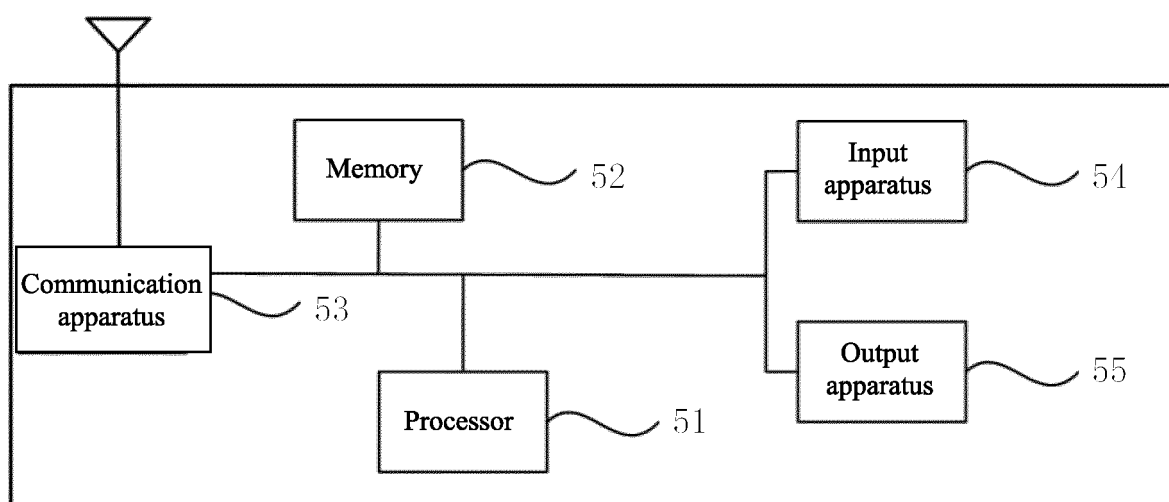 Memory
52
Input
apparatus
54
Communication
apparatus
53
Output
apparatus
55
Processor
51